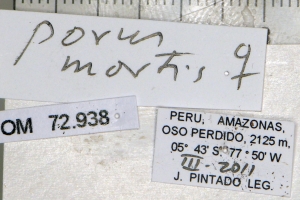 porus
mortis ♀
OM 72.938
PERU, AMAZONAS,
OSO PERDIDO, 2125 m,
05° 43' S 77° 50' W
III - 2011
J. PINTADO LEG.